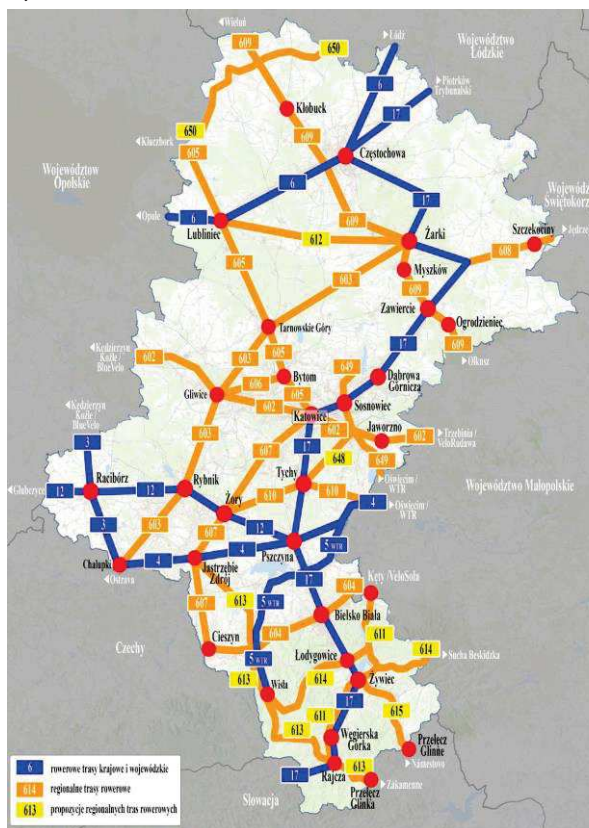 Wieluń
Łódź
Województwo
Łódzkie
609
650
6
Piotrków
Trybunalski
17
Kłobuck
650
Kluczbork
605
609
Częstochowa
Województwo
Opolskie
6
17
Opole
6
Lubliniec
609
612
Żarki
Szczekociny
608
Myszków
605
603
609
Zawiercie
Ogrodzieniec
Tarnowskie Góry
609
Olkusz
17
Kędzierzyn
Koźle /
BlueVelo
602
603
605
649
606
Bytom
Dąbrowa
Górnicza
Gliwice
602
605
Sosnowiec
Katowice
602
Jaworzno
602
Trzebinia /
VeloRudawa
Kędzierzyn
Koźle /
BlueVelo
603
607
17
648
649
3
Oświęcim /
WTR
Głubczyce
12
Racibórz
12
Rybnik
Tychy
610
610
Oświęcim /
WTR
4
Województwo Małopolskie
Żory
3
603
607
12
5 WTR
Chałupki
4
4
Pszczyna
Ostrava
Jastrzębie
Zdrój
17
607
613
604
Kęty /VeloSoła
Bielsko Biała
Czechy
Cieszyn
604
611
5 WTR
614
Sucha Beskidzka
Łodygowice
613
614
Wisła
Żywiec
17
611
615
613
Węgierska
Górka
Przełęcz
Glinne
Námestovo
17
Rajcza
613
Przełęcz
Glinka
Zákamenne
Słowacja
6 rowerowe trasy krajowe i wojewódzkie
614 regionalne trasy rowerowe
613 propozycje regionalnych tras rowerowych